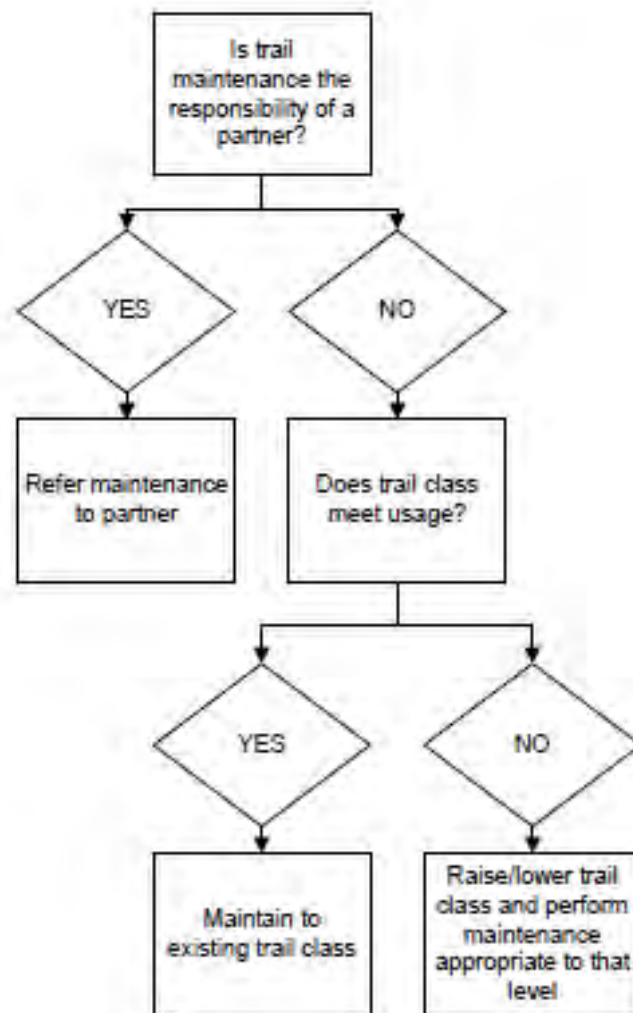 Is trail
maintenance the
responsibility of a
partner?
YES
NO
Refer maintenance
to partner
Does trail class
meet usage?
YES
NO
Maintain to
existing trail class
Raise/lower trail
class and perform
maintenance
appropriate to that
level